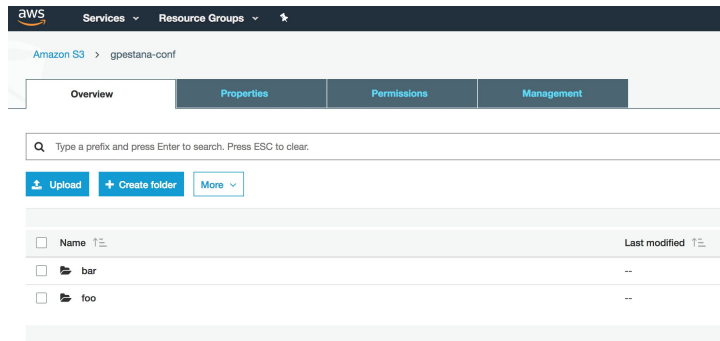 aws Services Resource Groups
Amazon S3 > gpestana-conf
Overview Properties Permissions Management
Type a prefix and press Enter to search. Press ESC to clear.
Upload + Create folder More
Name Last modified
bar --
foo --